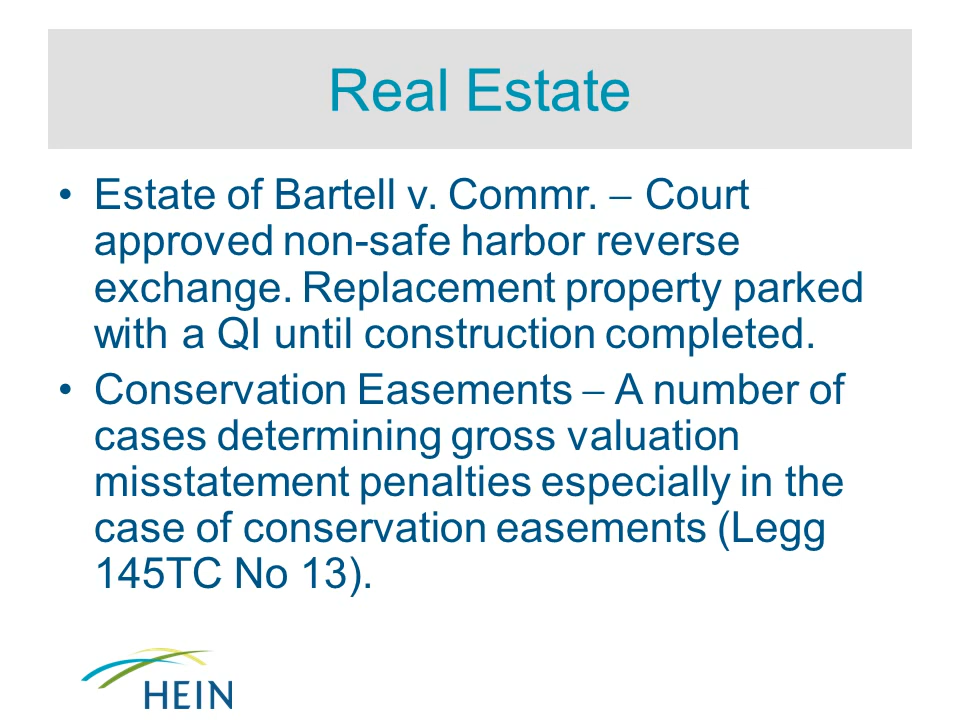 Real Estate
• Estate of Bartell v. Commr. – Court
approved non-safe harbor reverse
exchange. Replacement property parked
with a QI until construction completed.
• Conservation Easements – A number of
cases determining gross valuation
misstatement penalties especially in the
case of conservation easements (Legg
145TC No 13).
HEIN